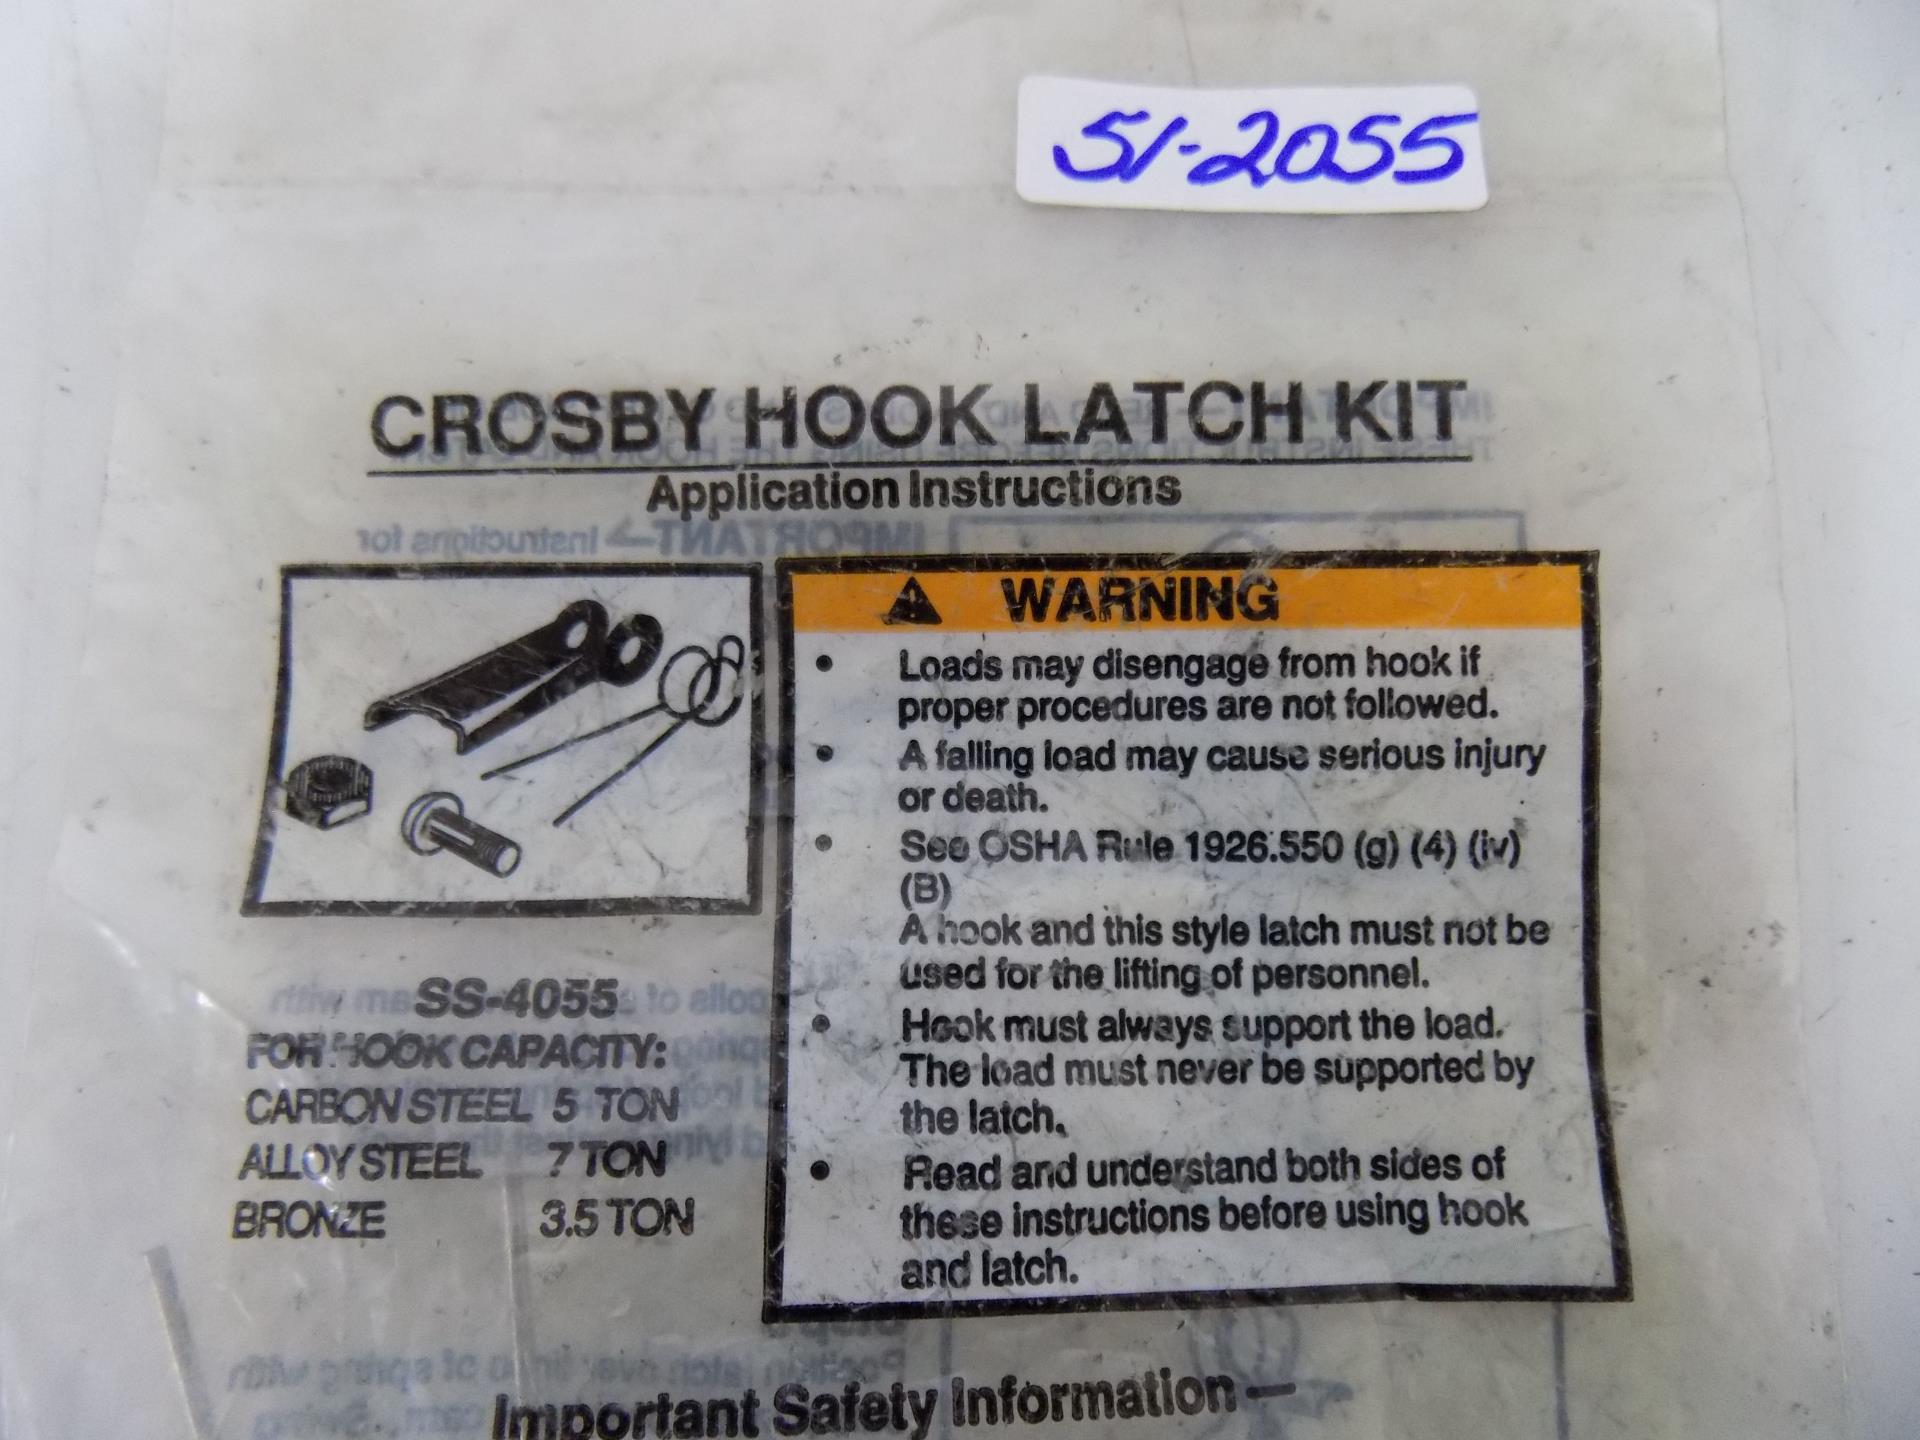 51-2055
CROSBY HOOK LATCH KIT
Application Instructions
WARNING
• Loads may disengage from hook if
proper procedures are not followed.
• A falling load may cause serious injury
or death.
• See OSHA Rule 1926.550 (g) (4) (iv)
(B)
A hook and this style latch must not be
used for the lifting of personnel.
• Hook must always support the load.
The load must never be supported by
the latch.
• Read and understand both sides of
these instructions before using hook
and latch.
SS-4055
FOR HOOK CAPACITY:
CARBON STEEL 5 TON
ALLOY STEEL 7 TON
BRONZE 3.5 TON
Important Safety Information —